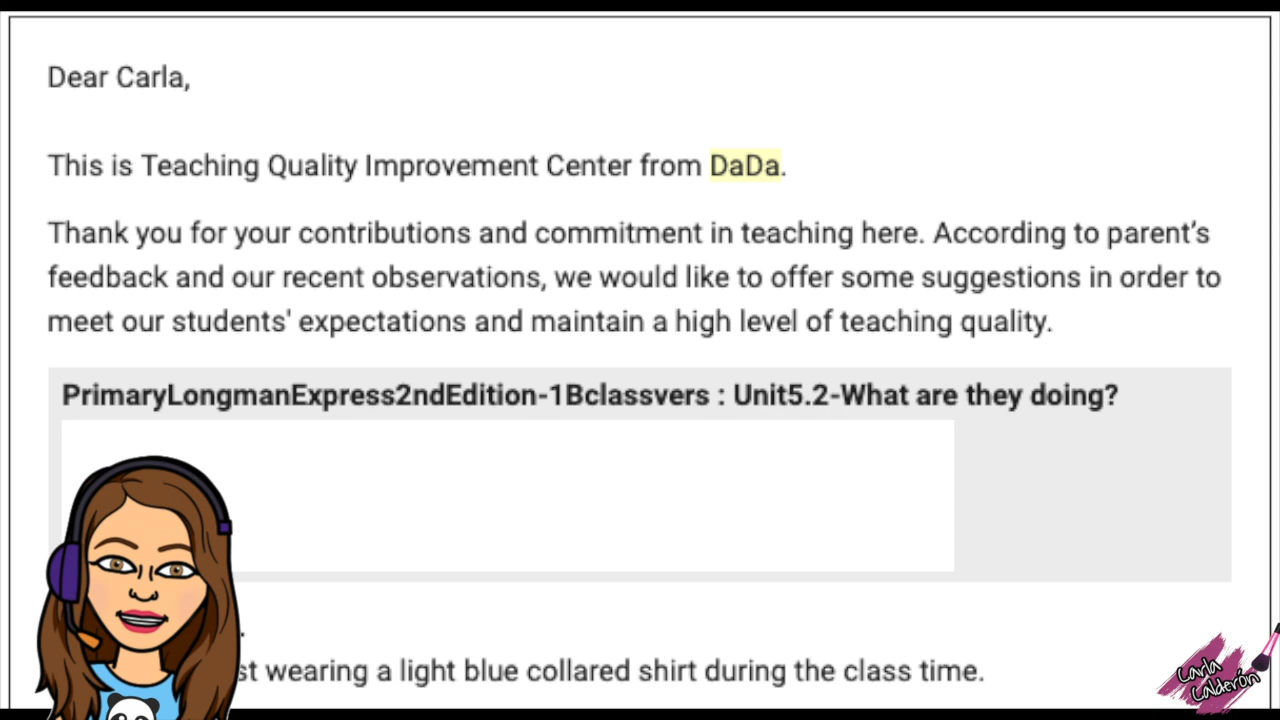 Dear Carla,
This is Teaching Quality Improvement Center from DaDa.
Thank you for your contributions and commitment in teaching here. According to parent’s
feedback and our recent observations, we would like to offer some suggestions in order to
meet our students' expectations and maintain a high level of teaching quality.
PrimaryLongmanExpress2ndEdition-1Bclassvers : Unit5.2-What are they doing?
wearing a light blue collared shirt during the class time.
Carla
Calderón